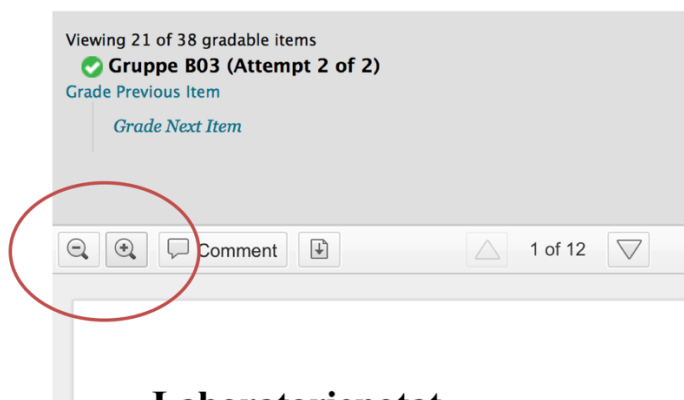 Viewing 21 of 38 gradable items
Gruppe B03 (Attempt 2 of 2)
Grade Previous Item
Grade Next Item
Comment 1 of 12